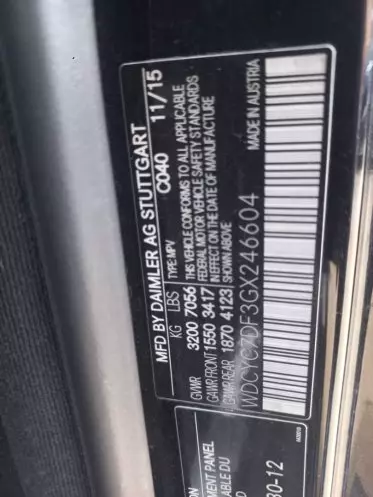 MFD BY DAIMLER AG STUTTGART
C040 11/15
TYPE:MPV
KG LBS
GVWR 3200 7056
GAWR FRONT 1550 3417
GAWR REAR 1870 4123
THIS VEHICLE CONFORMS TO ALL APPLICABLE
FEDERAL MOTOR VEHICLE SAFETY STANDARDS
IN EFFECT ON THE DATE OF MANUFACTURE
SHOWN ABOVE
MADE IN AUSTRIA
WDCYC7DF3GX246604
EMENT PANEL
ABLE DU
30-12